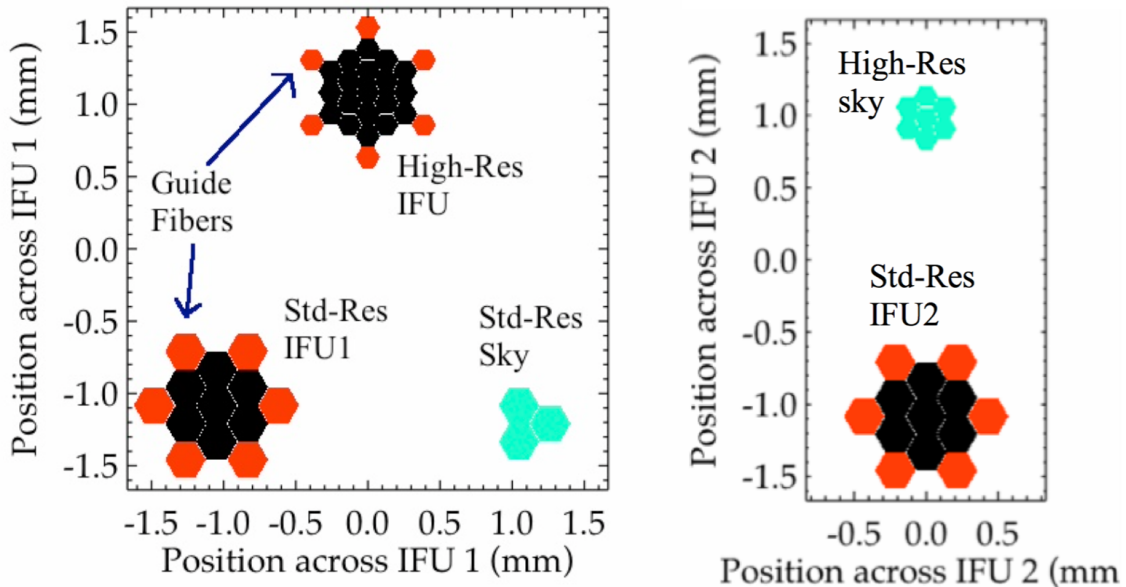 Position across IFU 1 (mm)
1.5
1.0
0.5
0.0
-0.5
-1.0
-1.5
Guide
Fibers
High-Res
IFU
Std-Res
IFU1
Std-Res
Sky
-1.5 -1.0 -0.5 0.0 0.5 1.0 1.5
Position across IFU 1 (mm)
Position across IFU 2 (mm)
1.5
1.0
0.5
0.0
-0.5
-1.0
-1.5
High-Res
sky
Std-Res
IFU2
-0.5 0.0 0.5
Position across IFU 2 (mm